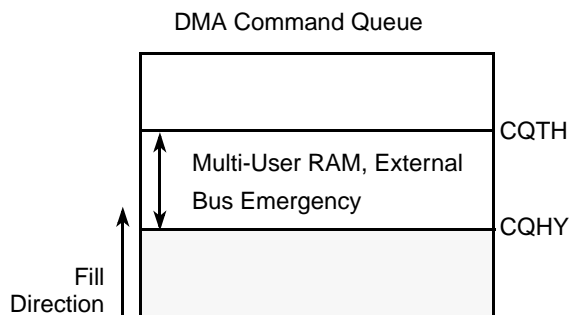 DMA Command Queue
CQTH
Multi-User RAM, External
Bus Emergency
CQHY
Fill
Direction